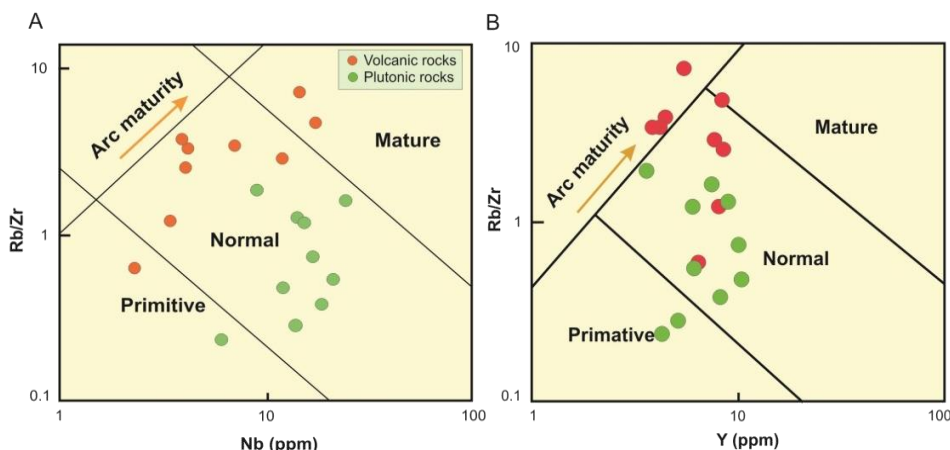 A
10
1
0.1
Rb/Zr
1
10
100
Nb (ppm)
Volcanic rocks
Plutonic rocks
Arc maturity
Mature
Normal
Primitive
B
10
1
0.1
Rb/Zr
1
10
100
Y (ppm)
Arc maturity
Mature
Normal
Primative